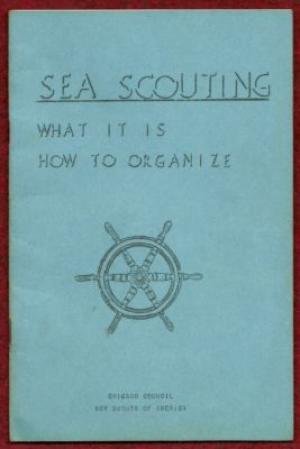 SEA SCOUTING
WHAT IT IS
HOW TO ORGANIZE
CHICAGO COUNCIL
BOY SCOUTS OF AMERICA